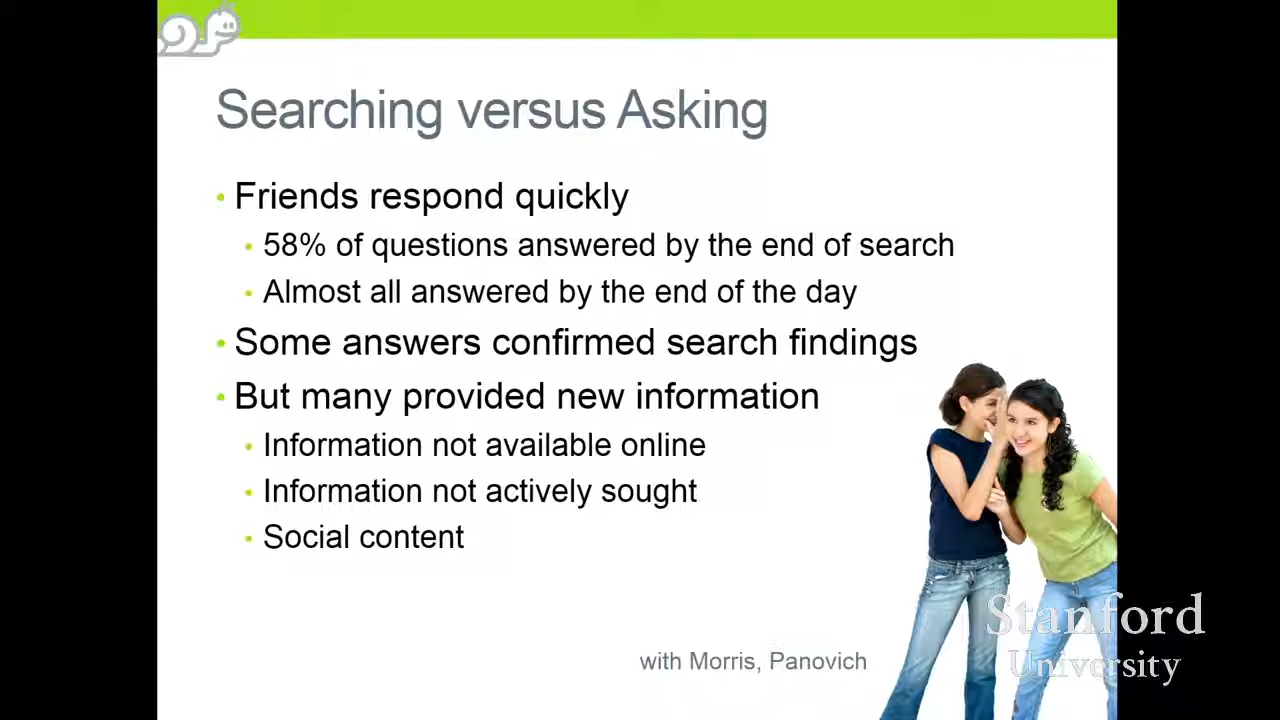 Searching versus Asking
• Friends respond quickly
• 58% of questions answered by the end of search
• Almost all answered by the end of the day
• Some answers confirmed search findings
• But many provided new information
• Information not available online
• Information not actively sought
• Social content
with Morris, Panovich
Stanford
University